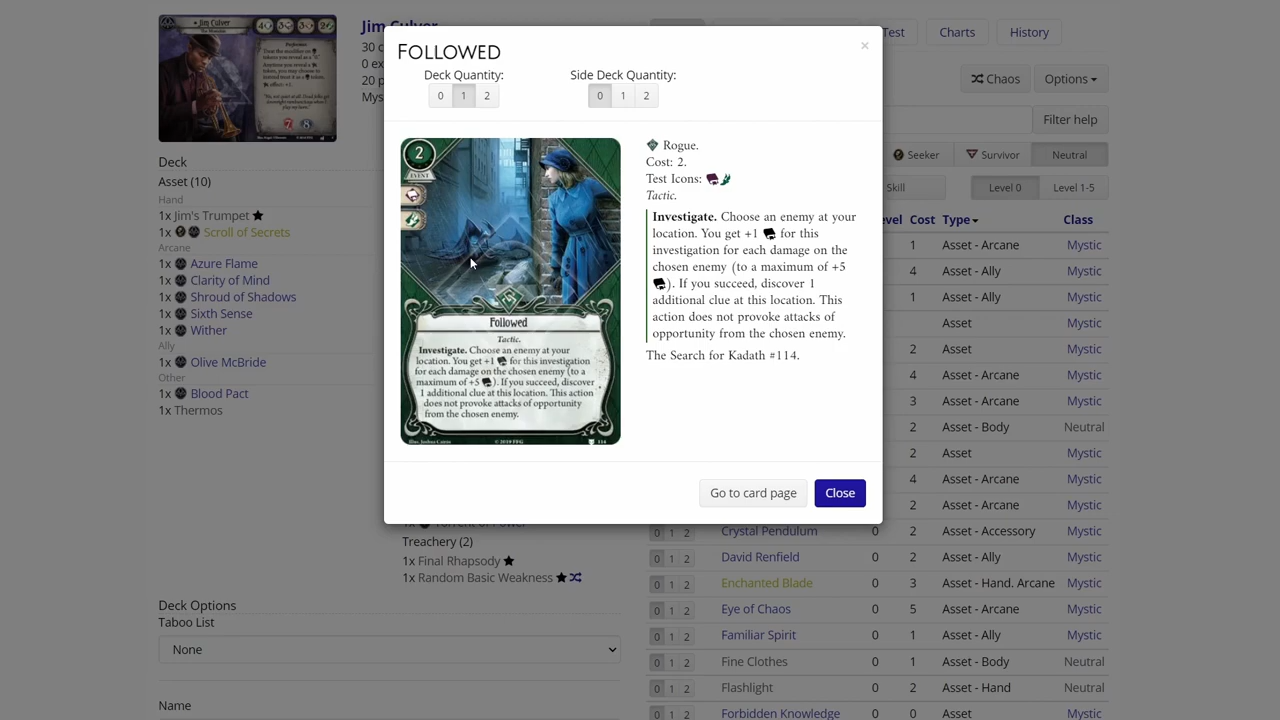 Jim Culver
30 c
0 ex
20 p
Mys
Test
Charts
History
Chaos
Options
Filter help
Seeker
Survivor
Neutral
Skill
Level 0
Level 1-5
Deck
Asset (10)
Hand
1x Jim's Trumpet
1x Scroll of Secrets
Arcane
1x Azure Flame
1x Clarity of Mind
1x Shroud of Shadows
1x Sixth Sense
1x Wither
Ally
1x Olive McBride
Other
1x Blood Pact
1x Thermos
1x Torrent of Power
Treachery (2)
1x Final Rhapsody
1x Random Basic Weakness
Deck Options
Taboo List
None
Name
FOLLOWED
×
Deck Quantity:
0 1 2
Side Deck Quantity:
0 1 2
2
EVENT
Followed
Tactic.
Investigate. Choose an enemy at your
location. You get +1 for this investigation
for each damage on the chosen enemy (to a
maximum of +5 ). If you succeed, discover
1 additional clue at this location. This action
does not provoke attacks of opportunity
from the chosen enemy.
© 2019 FFG
114
Rogue.
Cost: 2.
Test Icons:
Tactic.
Investigate. Choose an enemy at your
location. You get +1 for this
investigation for each damage on the
chosen enemy (to a maximum of +5
). If you succeed, discover 1
additional clue at this location. This
action does not provoke attacks of
opportunity from the chosen enemy.
The Search for Kadath #114.
Go to card page
Close
evel Cost Type Class
1 Asset - Arcane Mystic
Asset - Ally Mystic
1 Asset - Ally Mystic
Asset Mystic
2 Asset Mystic
4 Asset - Arcane Mystic
3 Asset - Arcane Mystic
2 Asset - Body Neutral
2 Asset Mystic
4 Asset - Arcane Mystic
2 Asset - Arcane Mystic
0 1 2 Crystal Pendulum 0 2 Asset - Accessory Mystic
0 1 2 David Renfield 0 2 Asset - Ally Mystic
0 1 2 Enchanted Blade 0 3 Asset - Hand. Arcane Mystic
0 1 2 Eye of Chaos 0 5 Asset - Arcane Mystic
0 1 2 Familiar Spirit 0 1 Asset - Ally Mystic
0 1 2 Fine Clothes 0 1 Asset - Body Neutral
0 1 2 Flashlight 0 2 Asset - Hand Neutral
0 1 2 Forbidden Knowledge 0 0 Asset Mystic